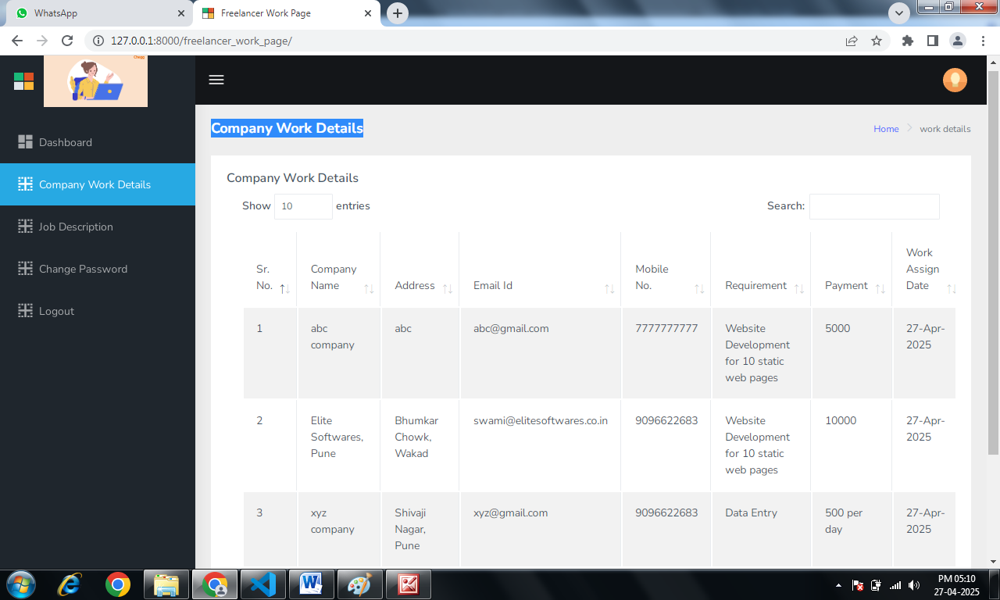 WhatsApp
Freelancer Work Page
127.0.0.1:8000/freelancer_work_page/
Chegg
Dashboard
Company Work Details
Job Description
Change Password
Logout
Company Work Details
Home
work details
Company Work Details
Show 10 entries
Search:
Sr.
No.
Company
Name
Address
Email Id
Mobile
No.
Requirement
Payment
Work
Assign
Date
1
abc
company
abc
abc@gmail.com
7777777777
Website
Development
for 10 static
web pages
5000
27-Apr-
2025
2
Elite
Softwares,
Pune
Bhumkar
Chowk,
Wakad
swami@elitesoftwares.co.in
9096622683
Website
Development
for 10 static
web pages
10000
27-Apr-
2025
3
xyz
company
Shivaji
Nagar,
Pune
xyz@gmail.com
9096622683
Data Entry
500 per
day
27-Apr-
2025
PM 05:10
27-04-2025